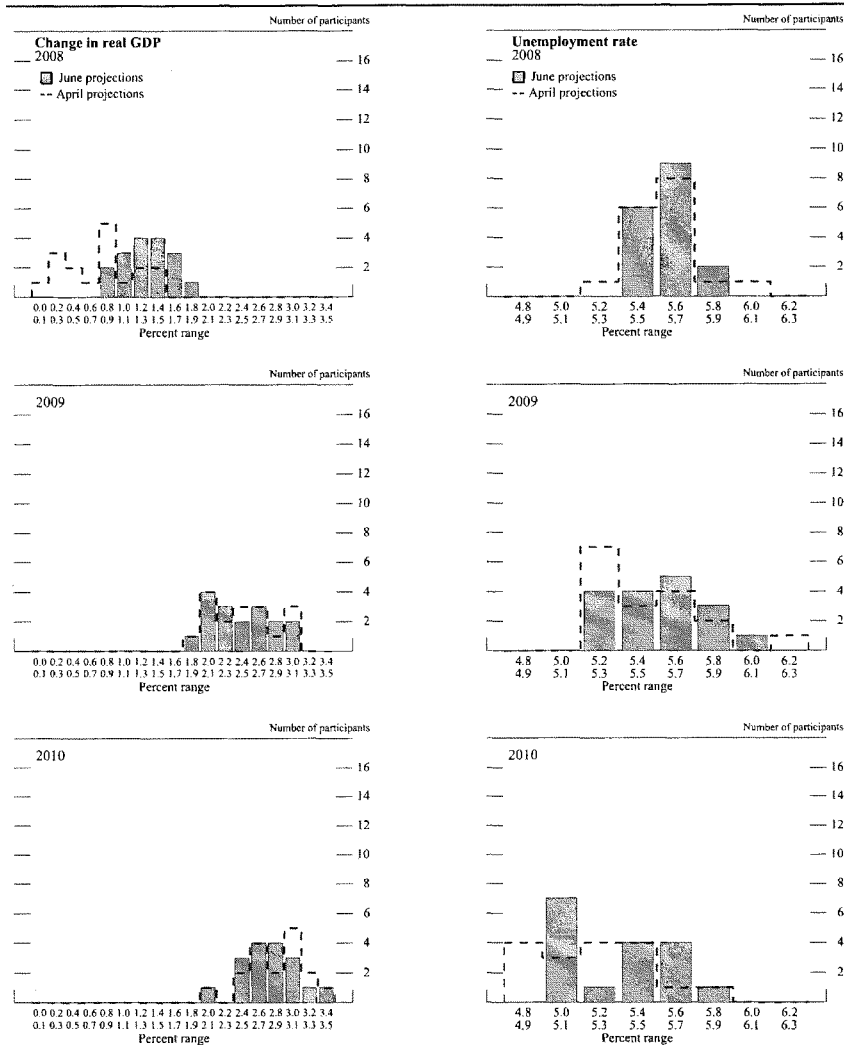 Number of participants
Change in real GDP
2008
June projections
April projections
16
14
12
10
8
6
4
2
0.0 0.2 0.4 0.6 0.8 1.0 1.2 1.4 1.6 1.8 2.0 2.2 2.4 2.6 2.8 3.0 3.2 3.4
0.1 0.3 0.5 0.7 0.9 1.1 1.3 1.5 1.7 1.9 2.1 2.3 2.5 2.7 2.9 3.1 3.3 3.5
Percent range
Number of participants
Unemployment rate
2008
June projections
April projections
16
14
12
10
8
6
4
2
4.8 5.0 5.2 5.4 5.6 5.8 6.0 6.2
4.9 5.1 5.3 5.5 5.7 5.9 6.1 6.3
Percent range
Number of participants
2009
16
14
12
10
8
6
4
2
0.0 0.2 0.4 0.6 0.8 1.0 1.2 1.4 1.6 1.8 2.0 2.2 2.4 2.6 2.8 3.0 3.2 3.4
0.1 0.3 0.5 0.7 0.9 1.1 1.3 1.5 1.7 1.9 2.1 2.3 2.5 2.7 2.9 3.1 3.3 3.5
Percent range
Number of participants
2009
16
14
12
10
8
6
4
2
4.8 5.0 5.2 5.4 5.6 5.8 6.0 6.2
4.9 5.1 5.3 5.5 5.7 5.9 6.1 6.3
Percent range
Number of participants
2010
16
14
12
10
8
6
4
2
0.0 0.2 0.4 0.6 0.8 1.0 1.2 1.4 1.6 1.8 2.0 2.2 2.4 2.6 2.8 3.0 3.2 3.4
0.1 0.3 0.5 0.7 0.9 1.1 1.3 1.5 1.7 1.9 2.1 2.3 2.5 2.7 2.9 3.1 3.3 3.5
Percent range
Number of participants
2010
16
14
12
10
8
6
4
2
4.8 5.0 5.2 5.4 5.6 5.8 6.0 6.2
4.9 5.1 5.3 5.5 5.7 5.9 6.1 6.3
Percent range